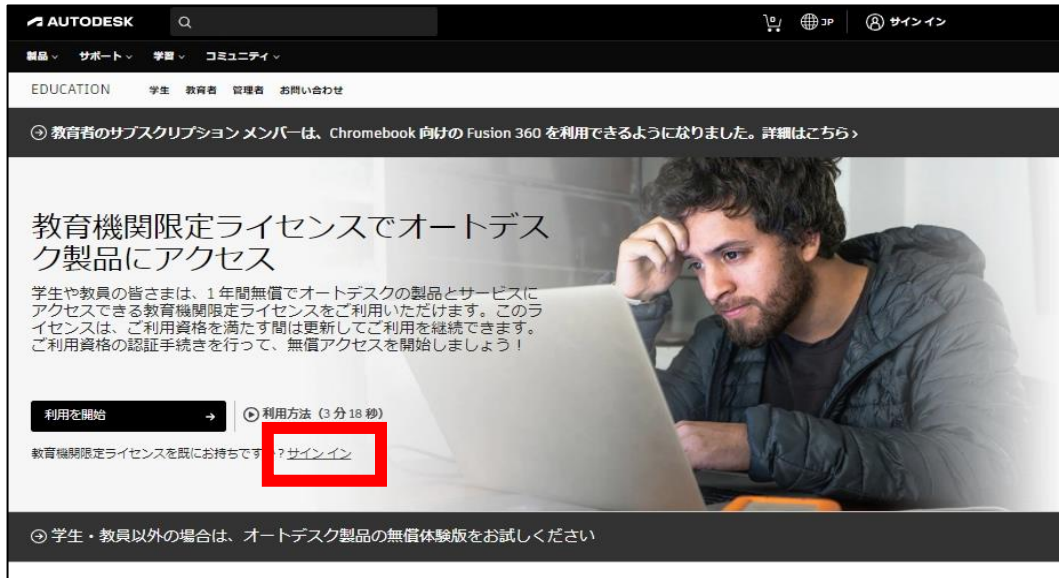 AUTODESK
JP
サインイン
製品 サポート 学習 コミュニティ
EDUCATION 学生 教育者 管理者 お問い合わせ
教育者のサブスクリプション メンバーは、Chromebook 向けの Fusion 360 を利用できるようになりました。詳細はこちら ›
教育機関限定ライセンスでオートデス
ク製品にアクセス
学生や教員の皆さまは、1 年間無償でオートデスクの製品とサービスに
アクセスできる教育機関限定ライセンスをご利用いただけます。このラ
イセンスは、ご利用資格を満たす間は更新してご利用を継続できます。
ご利用資格の認証手続きを行って、無償アクセスを開始しましょう！
利用を開始 →
利用方法（3 分 18 秒）
教育機関限定ライセンスを既にお持ちです ? サイン イン
学生・教員以外の場合は、オートデスク製品の無償体験版をお試しください